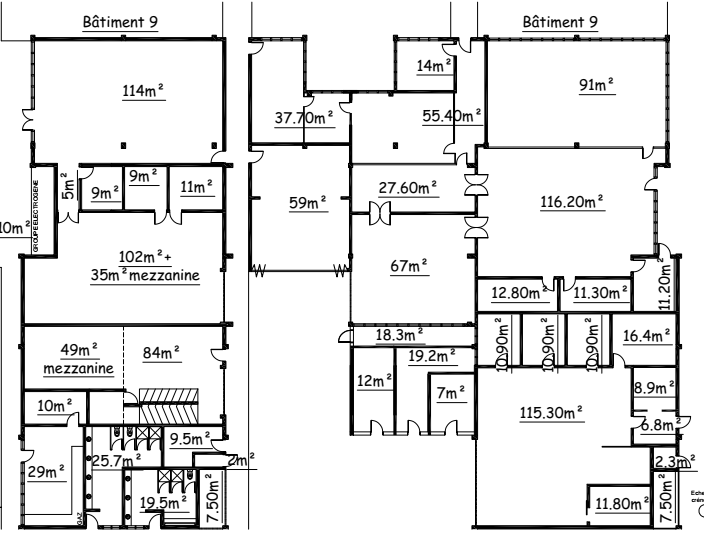 Bâtiment 9
Bâtiment 9
14m²
114m²
91m²
37.70m²
55.40m²
5m²
9m²
9m²
11m²
27.60m²
59m²
116.20m²
10m²
GROUPE ELECTROGENE
102m²+
35m² mezzanine
67m²
12.80m²
11.30m²
11.20m²
18.3m²
10.90m²
10.90m²
10.90m²
16.4m²
49m²
mezzanine
84m²
19.2m²
12m²
7m²
8.9m²
10m²
115.30m²
6.8m²
9.5m²
25.7m²
2m²
2.3m²
29m²
19.5m²
7.50m²
11.80m²
7.50m²
GAZ